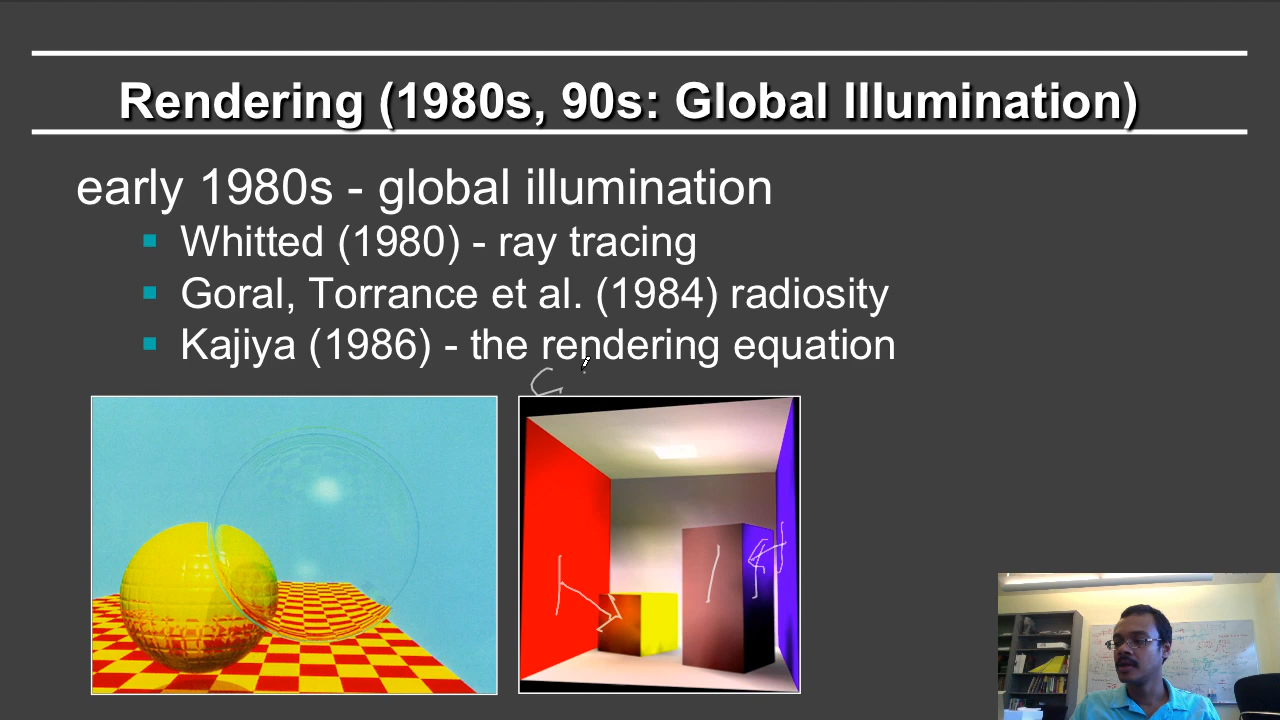 Rendering (1980s, 90s: Global Illumination)
early 1980s - global illumination
Whitted (1980) - ray tracing
Goral, Torrance et al. (1984) radiosity
Kajiya (1986) - the rendering equation